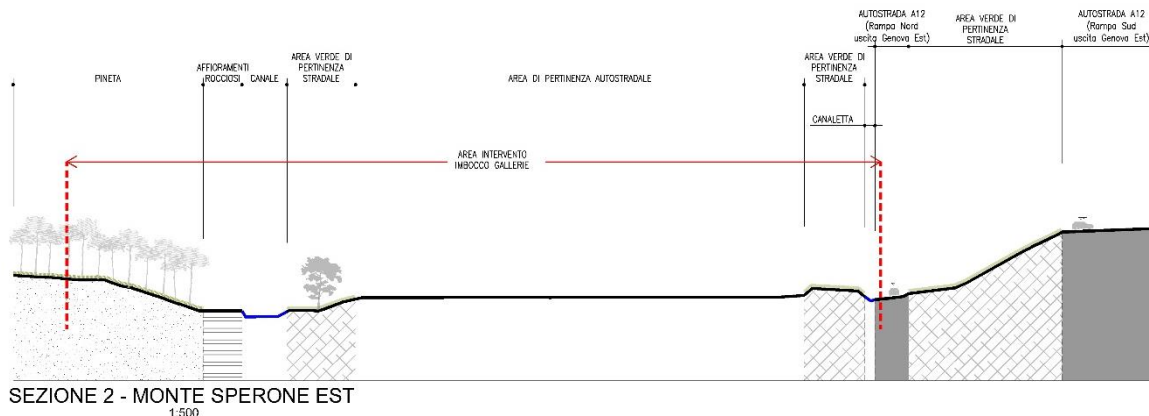 AUTOSTRADA A12
(Rampa Nord
uscita Genova Est)
AREA VERDE DI
PERTINENZA
STRADALE
AUTOSTRADA A12
(Rampa Sud
uscita Genova Est)
PINETA
AFFIORAMENTI
ROCCIOSI
CANALE
AREA VERDE DI
PERTINENZA
STRADALE
AREA DI PERTINENZA AUTOSTRADALE
AREA VERDE DI
PERTINENZA
STRADALE
CANALETTA
AREA INTERVENTO
IMBOCCO GALLERIE
SEZIONE 2 - MONTE SPERONE EST
1:500